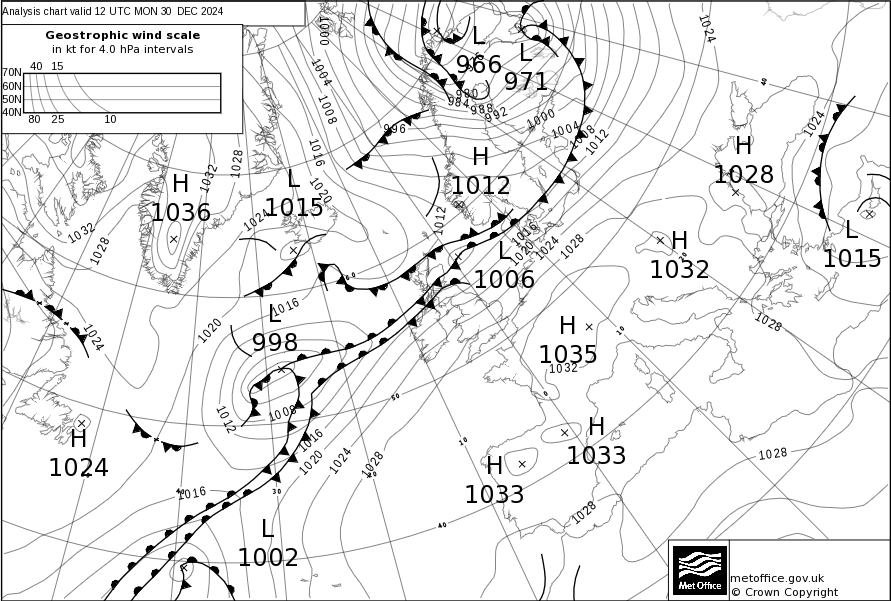 Analysis chart valid 12 UTC MON 30 DEC 2024
Geostrophic wind scale
in kt for 4.0 hPa intervals
40 15
70N
60N
50N
40N
80 25 10
1000
1004
1008
1016
1020
1024
1032
1028
1032
1028
996
980
984
988
992
1000
1004
1008
1012
1012
1024
1024
L
966
L
971
H
1012
H
1036
L
1015
H
1028
L
1015
H
1032
L
1006
1016
1020
1024
1028
1016
1020
1024
L
998
H
1035
1032
1028
1012
1008
1016
1020
1024
1028
H
1024
H
1033
H
1033
1028
1028
1016
L
1002
60
50
40
30
20
10
0
10
40
40
Met Office
metoffice.gov.uk
© Crown Copyright